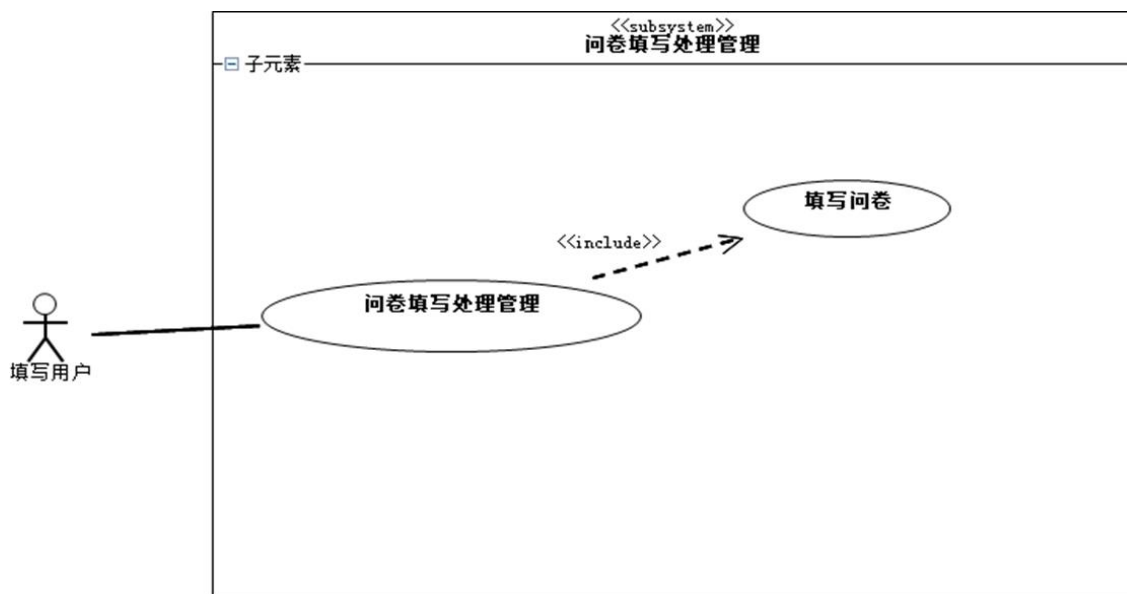 <<subsystem>>
问卷填写处理管理
子元素
填写问卷
<<include>>
问卷填写处理管理
填写用户